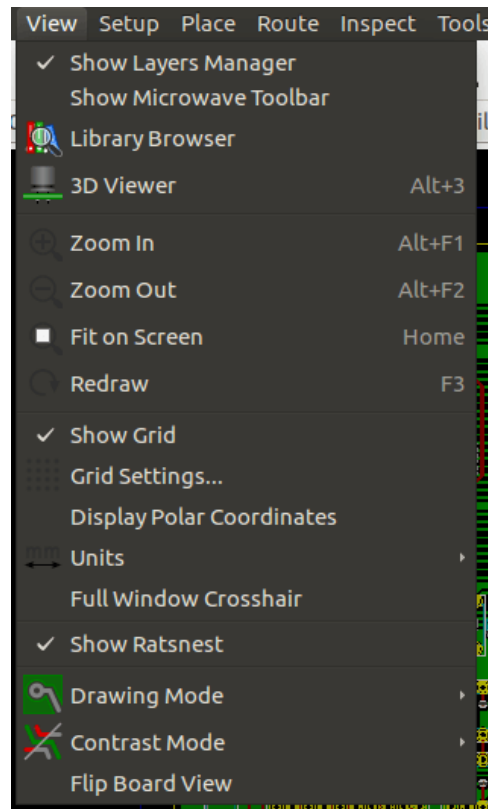 View Setup Place Route Inspect Tools
Show Layers Manager
Show Microwave Toolbar
Library Browser
3D Viewer Alt+3
Zoom In Alt+F1
Zoom Out Alt+F2
Fit on Screen Home
Redraw F3
Show Grid
Grid Settings...
Display Polar Coordinates
mm
Units
Full Window Crosshair
Show Ratsnest
Drawing Mode
Contrast Mode
Flip Board View